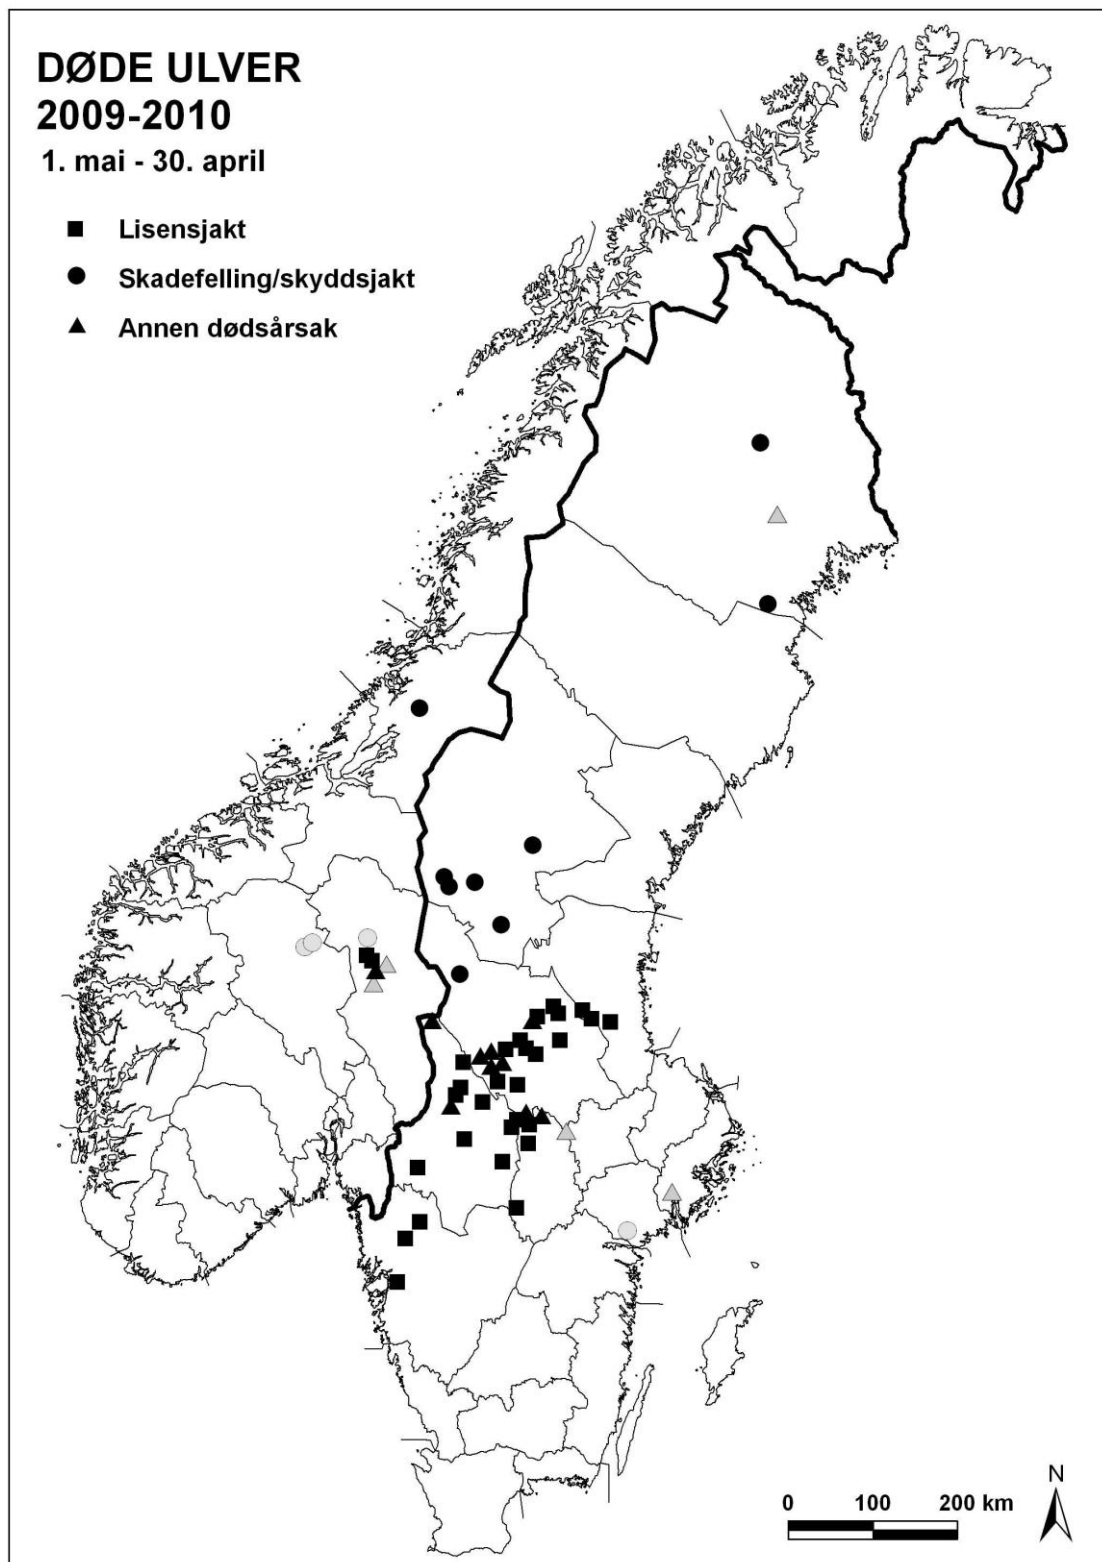 DØDE ULVER
2009-2010
1. mai - 30. april
Lisensjakt
Skadefelling/skyddsjakt
Annen dødsårsak
N
0 100 200 km